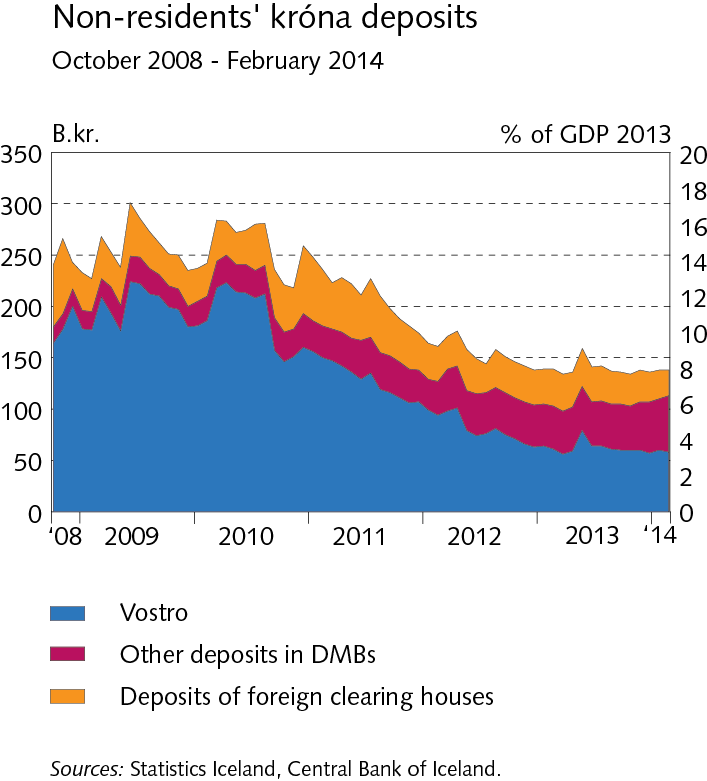 Non-residents' króna deposits
October 2008 - February 2014
B.kr.
% of GDP 2013
350
300
250
200
150
100
50
0
20
18
16
14
12
10
8
6
4
2
0
'08 2009 2010 2011 2012 2013 '14
Vostro
Other deposits in DMBs
Deposits of foreign clearing houses
Sources: Statistics Iceland, Central Bank of Iceland.